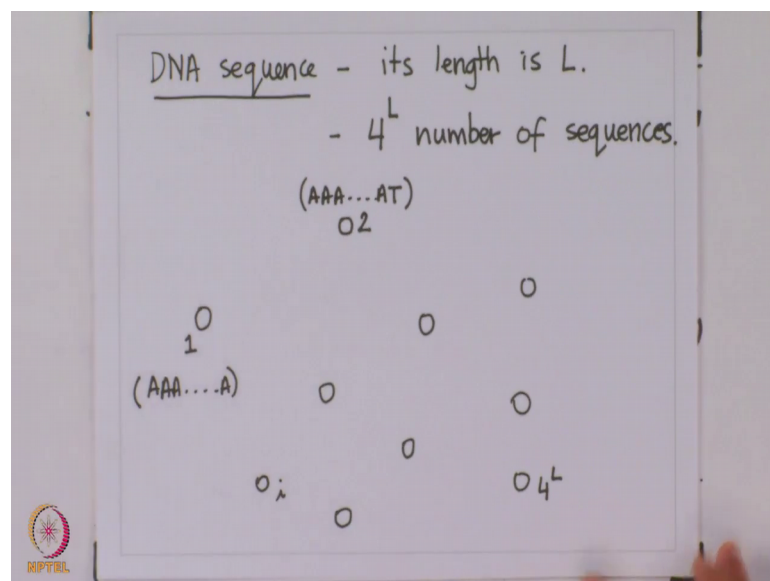 DNA sequence - its length is L.
- 4^L number of sequences.
(AAA...AT)
2
1
(AAA....A)
i
4^L
NPTEL